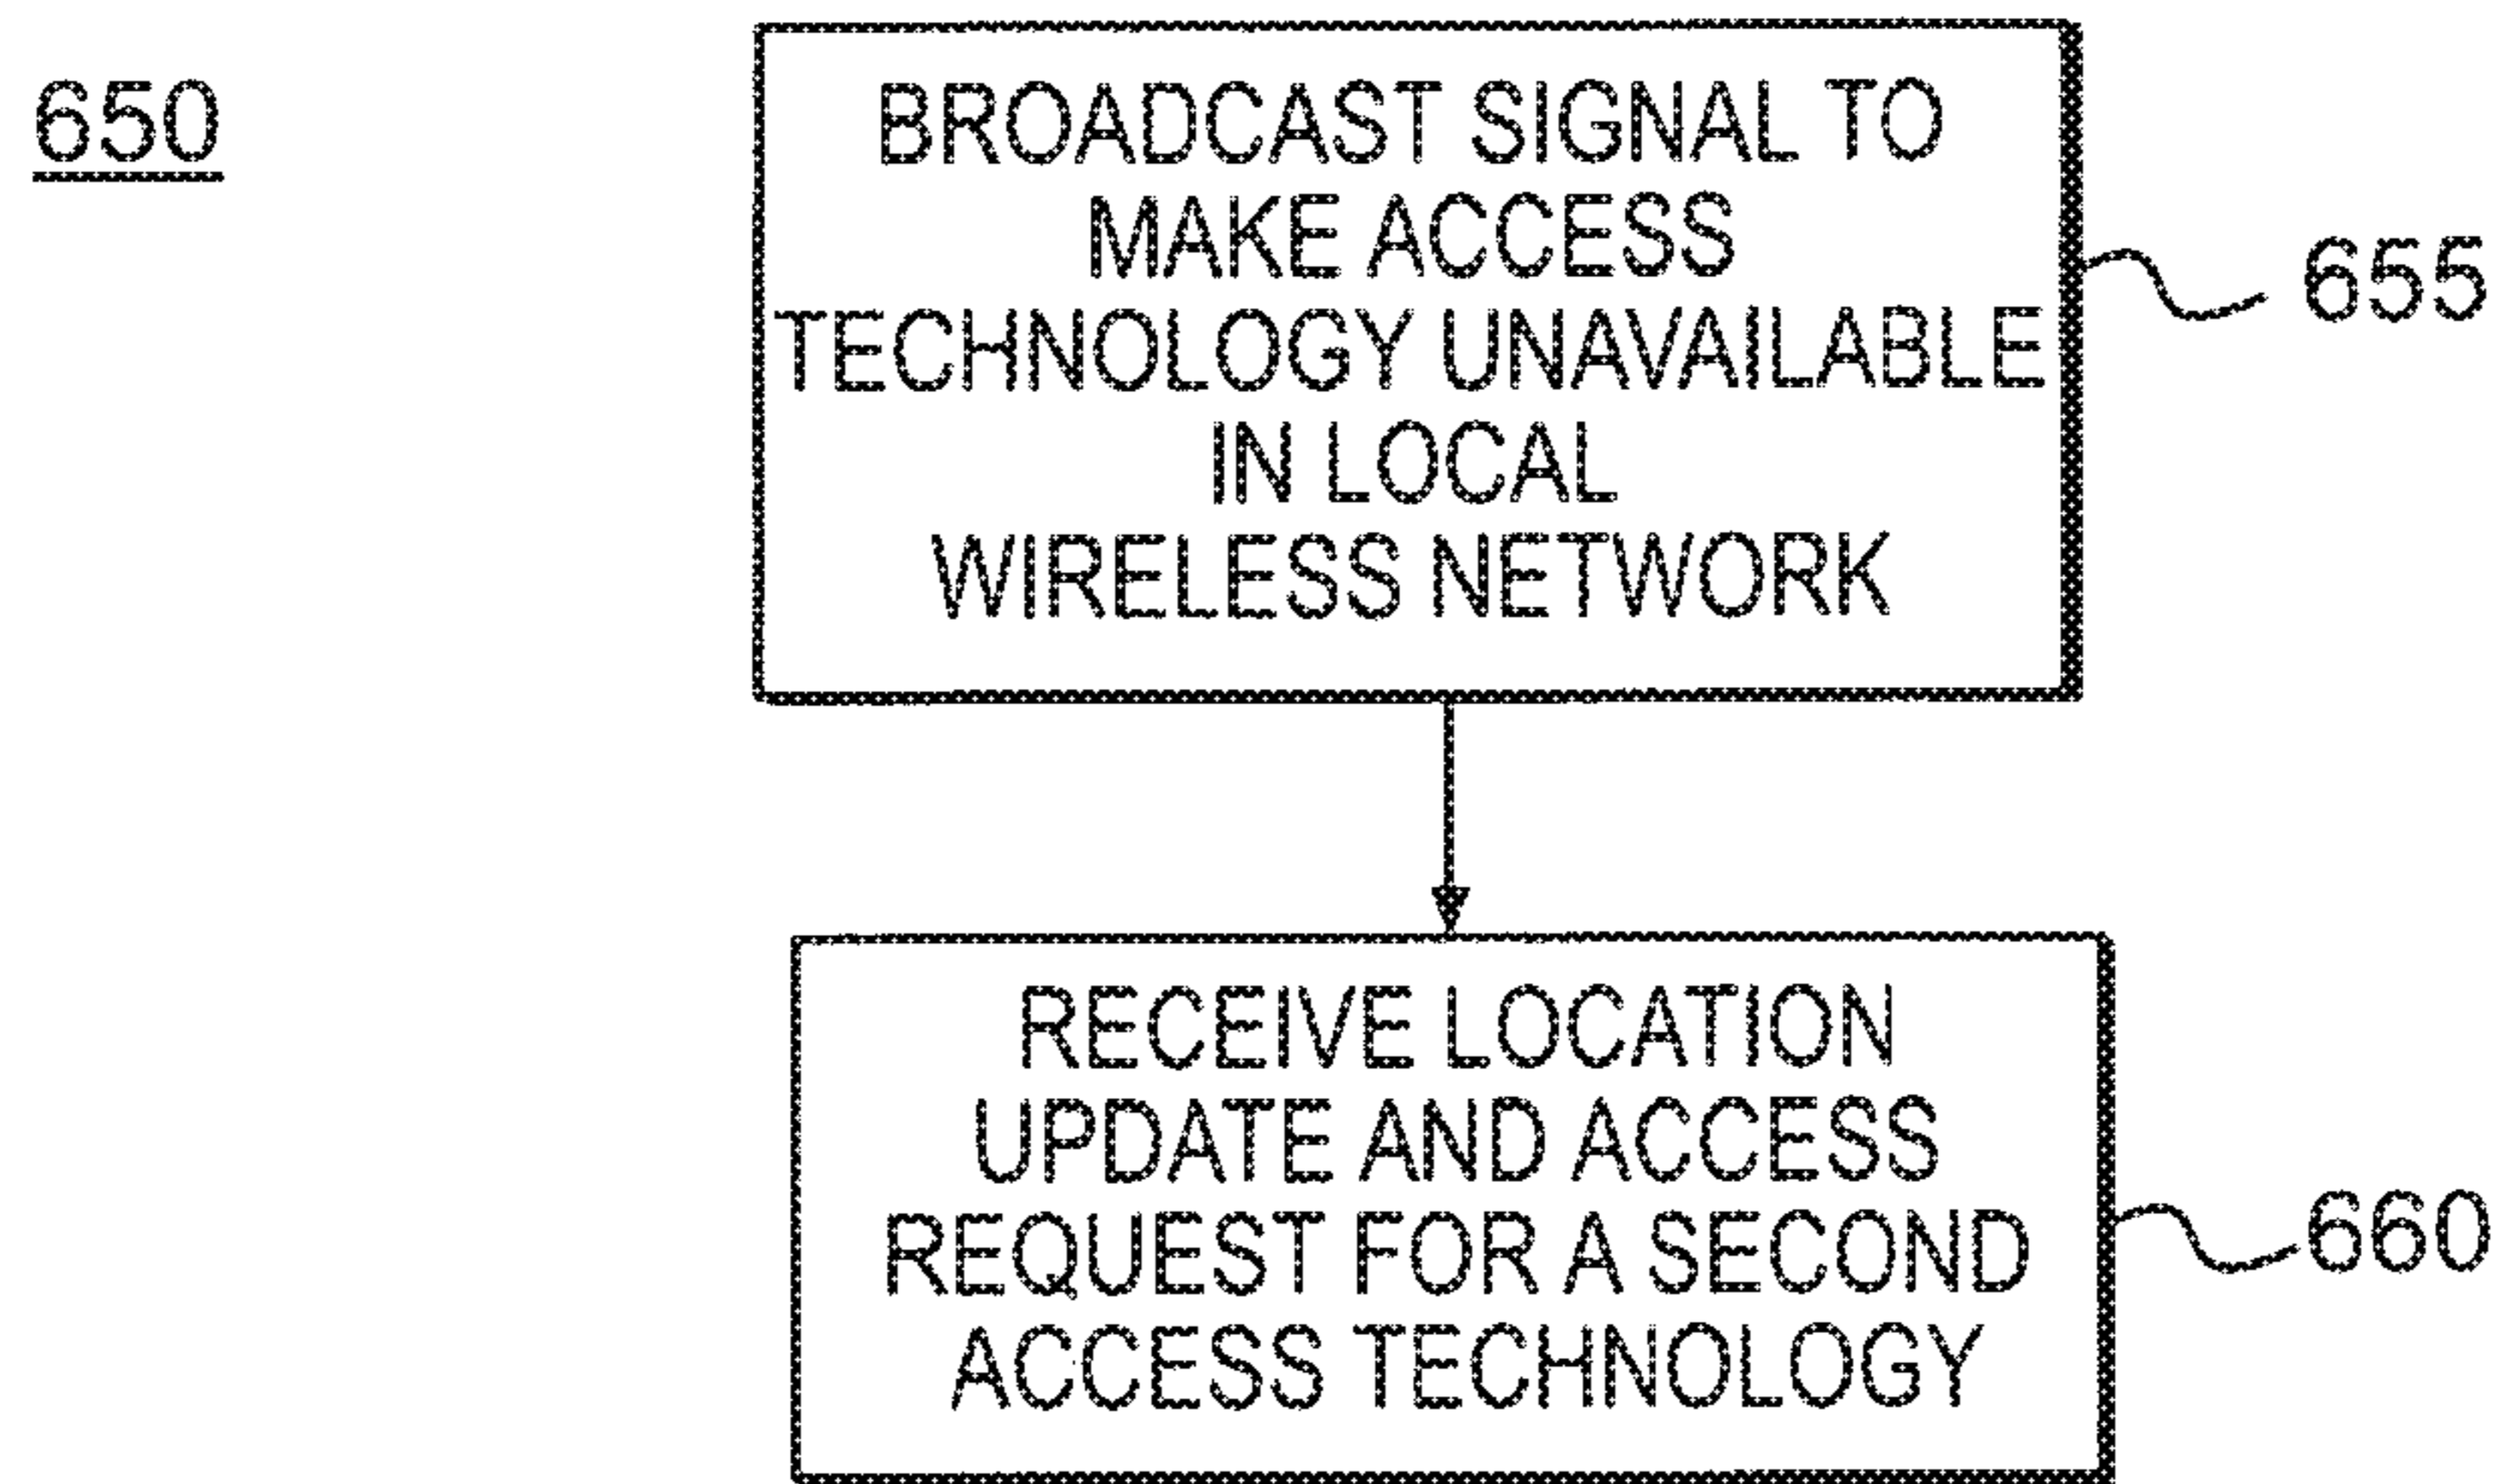 650
BROADCAST SIGNAL TO
MAKE ACCESS
TECHNOLOGY UNAVAILABLE
IN LOCAL
WIRELESS NETWORK
655
RECEIVE LOCATION
UPDATE AND ACCESS
REQUEST FOR A SECOND
ACCESS TECHNOLOGY
660